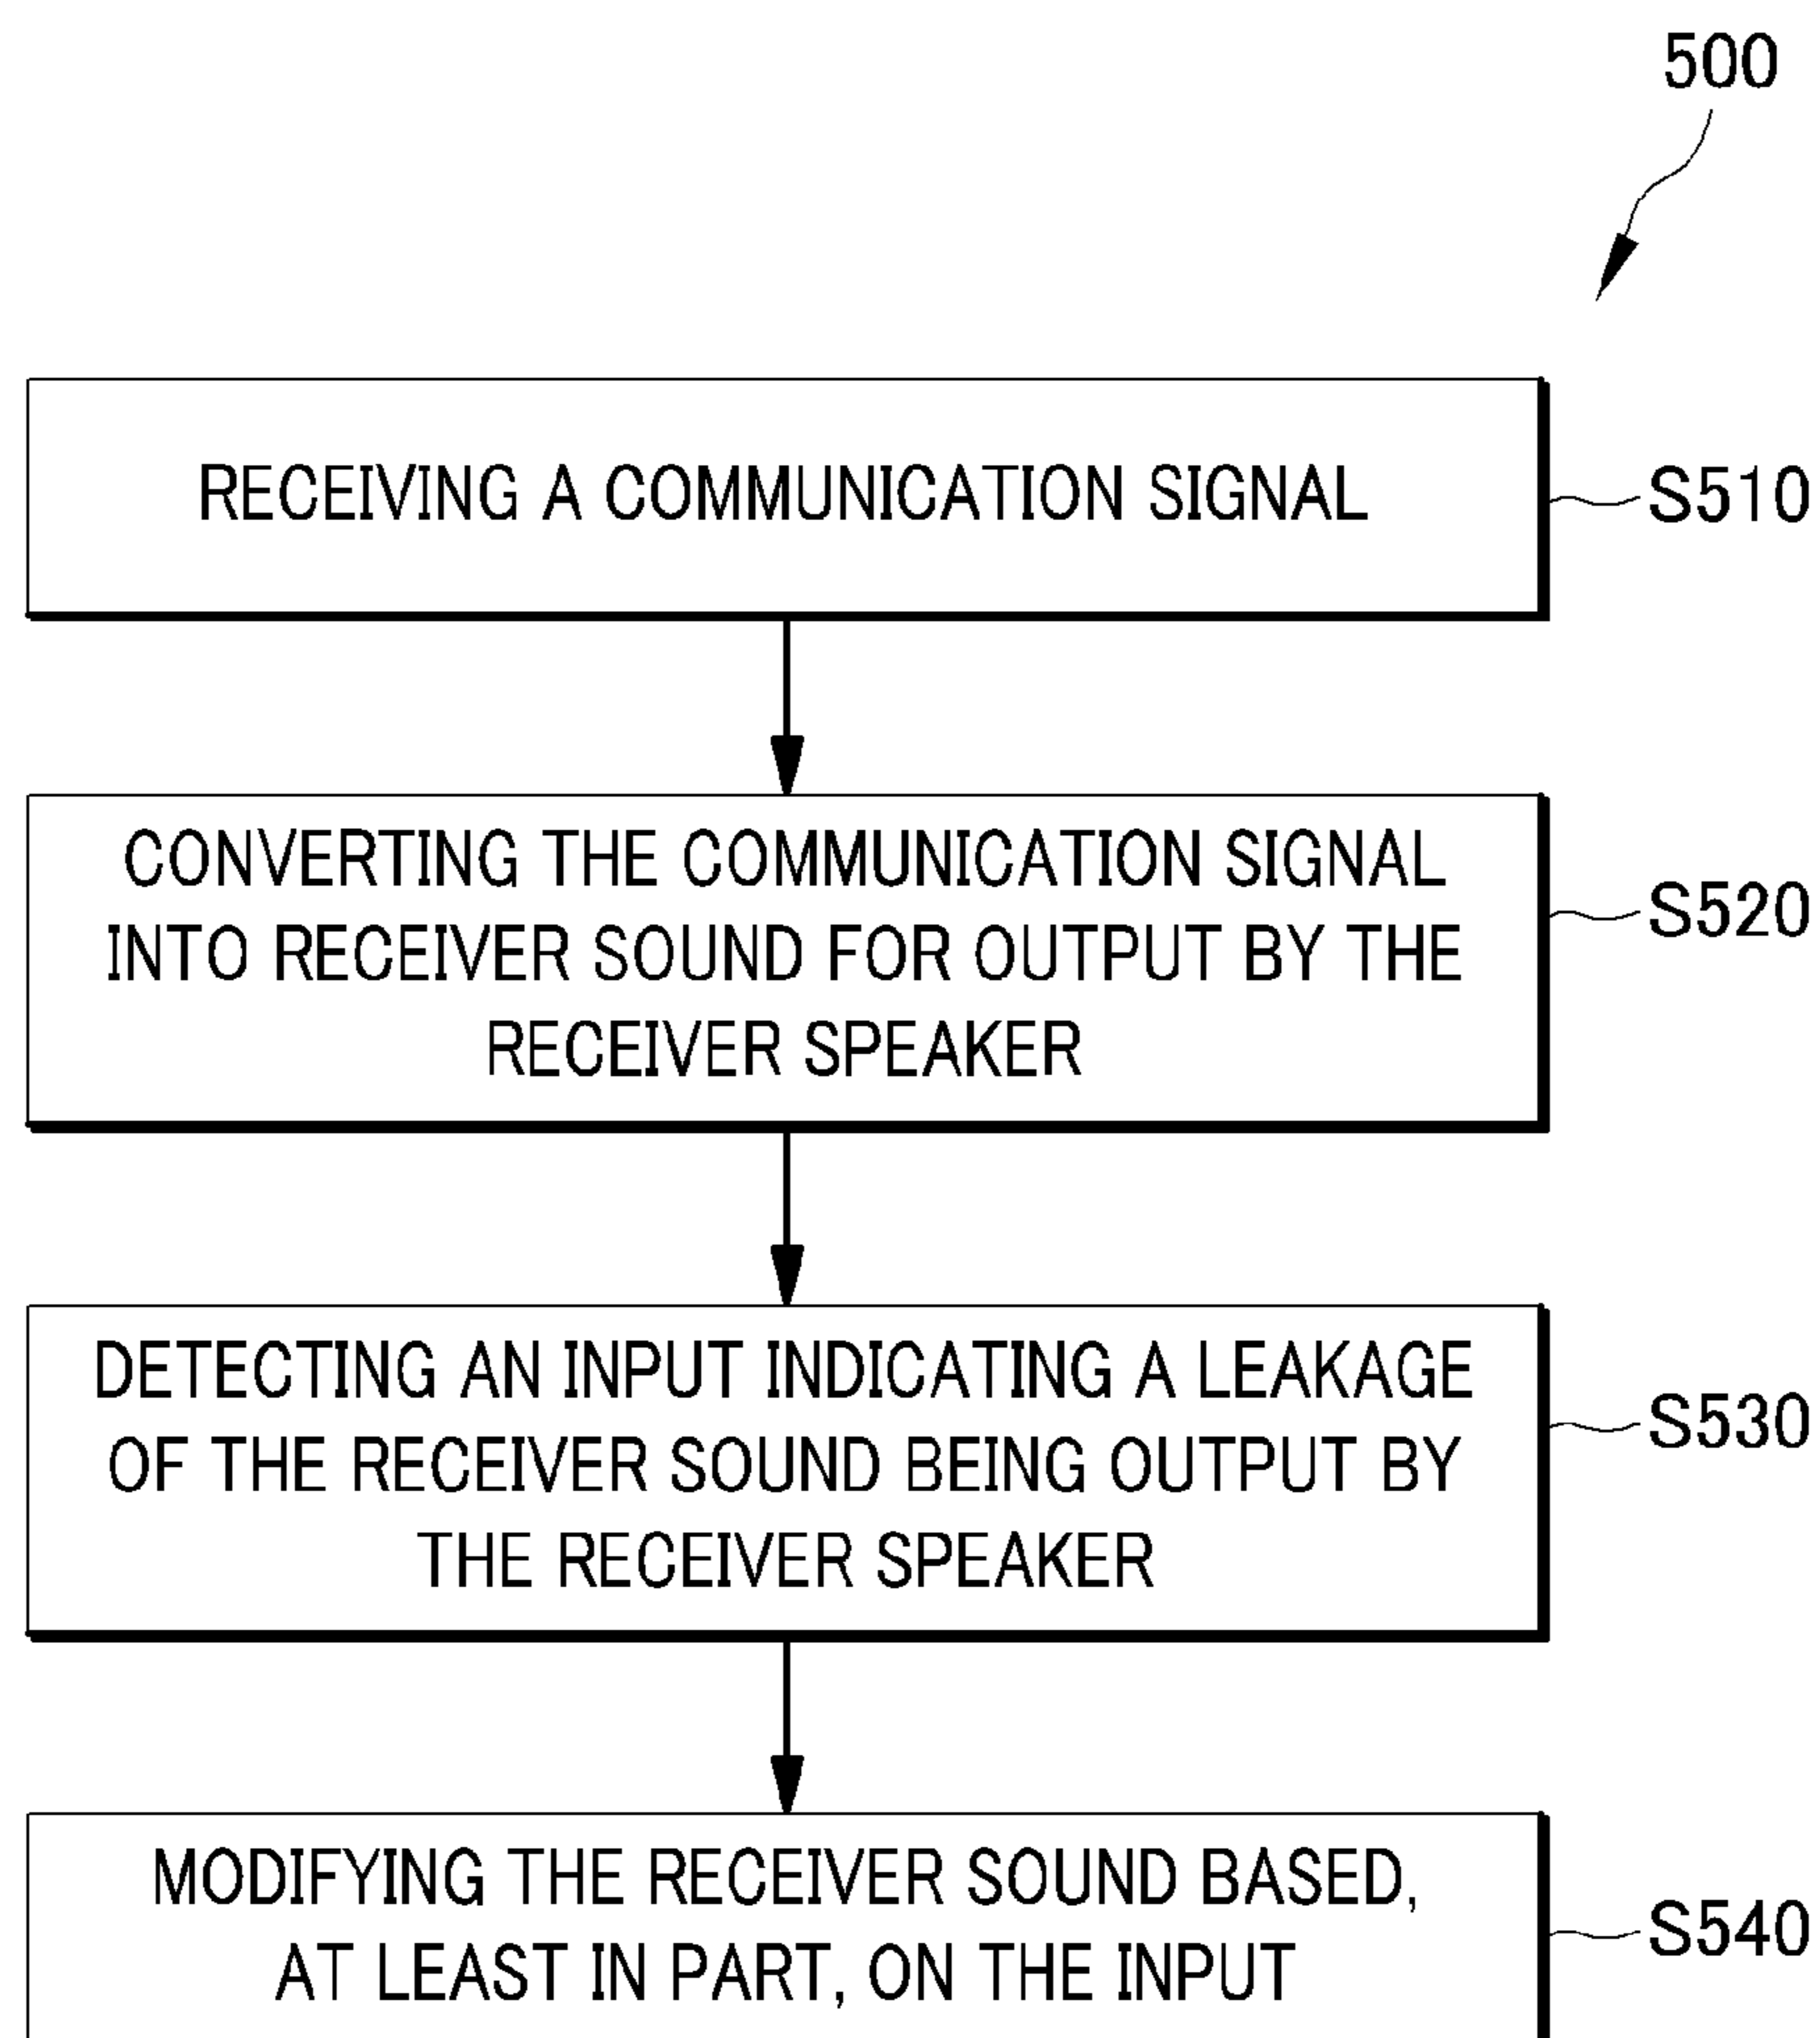 500
RECEIVING A COMMUNICATION SIGNAL
S510
CONVERTING THE COMMUNICATION SIGNAL
INTO RECEIVER SOUND FOR OUTPUT BY THE
RECEIVER SPEAKER
S520
DETECTING AN INPUT INDICATING A LEAKAGE
OF THE RECEIVER SOUND BEING OUTPUT BY
THE RECEIVER SPEAKER
S530
MODIFYING THE RECEIVER SOUND BASED,
AT LEAST IN PART, ON THE INPUT
S540